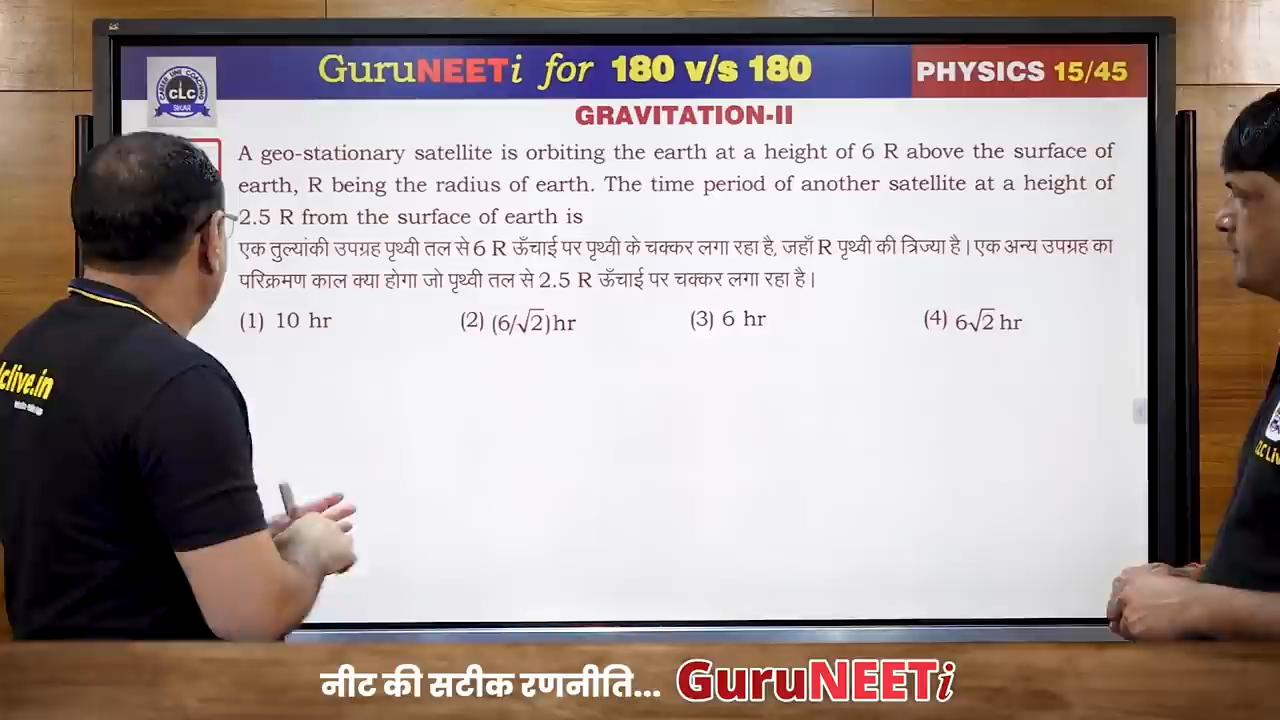 GuruNEETi for 180 v/s 180
PHYSICS 15/45
CLC
SIKAR
GRAVITATION-II
A geo-stationary satellite is orbiting the earth at a height of 6 R above the surface of
earth, R being the radius of earth. The time period of another satellite at a height of
2.5 R from the surface of earth is
एक तुल्यांकी उपग्रह पृथ्वी तल से 6 R ऊँचाई पर पृथ्वी के चक्कर लगा रहा है, जहाँ R पृथ्वी की त्रिज्या है। एक अन्य उपग्रह का
परिक्रमण काल क्या होगा जो पृथ्वी तल से 2.5 R ऊँचाई पर चक्कर लगा रहा है।
(1) 10 hr (2) (6/√2)hr (3) 6 hr (4) 6√2 hr
clive.in
नीट की सटीक रणनीति... GuruNEETi